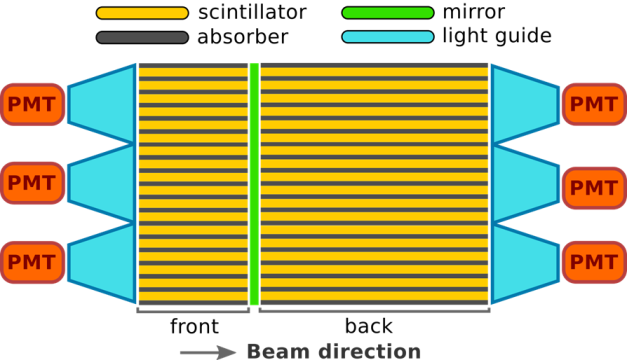 scintillator
mirror
absorber
light guide
PMT
PMT
PMT
PMT
PMT
PMT
front
back
Beam direction